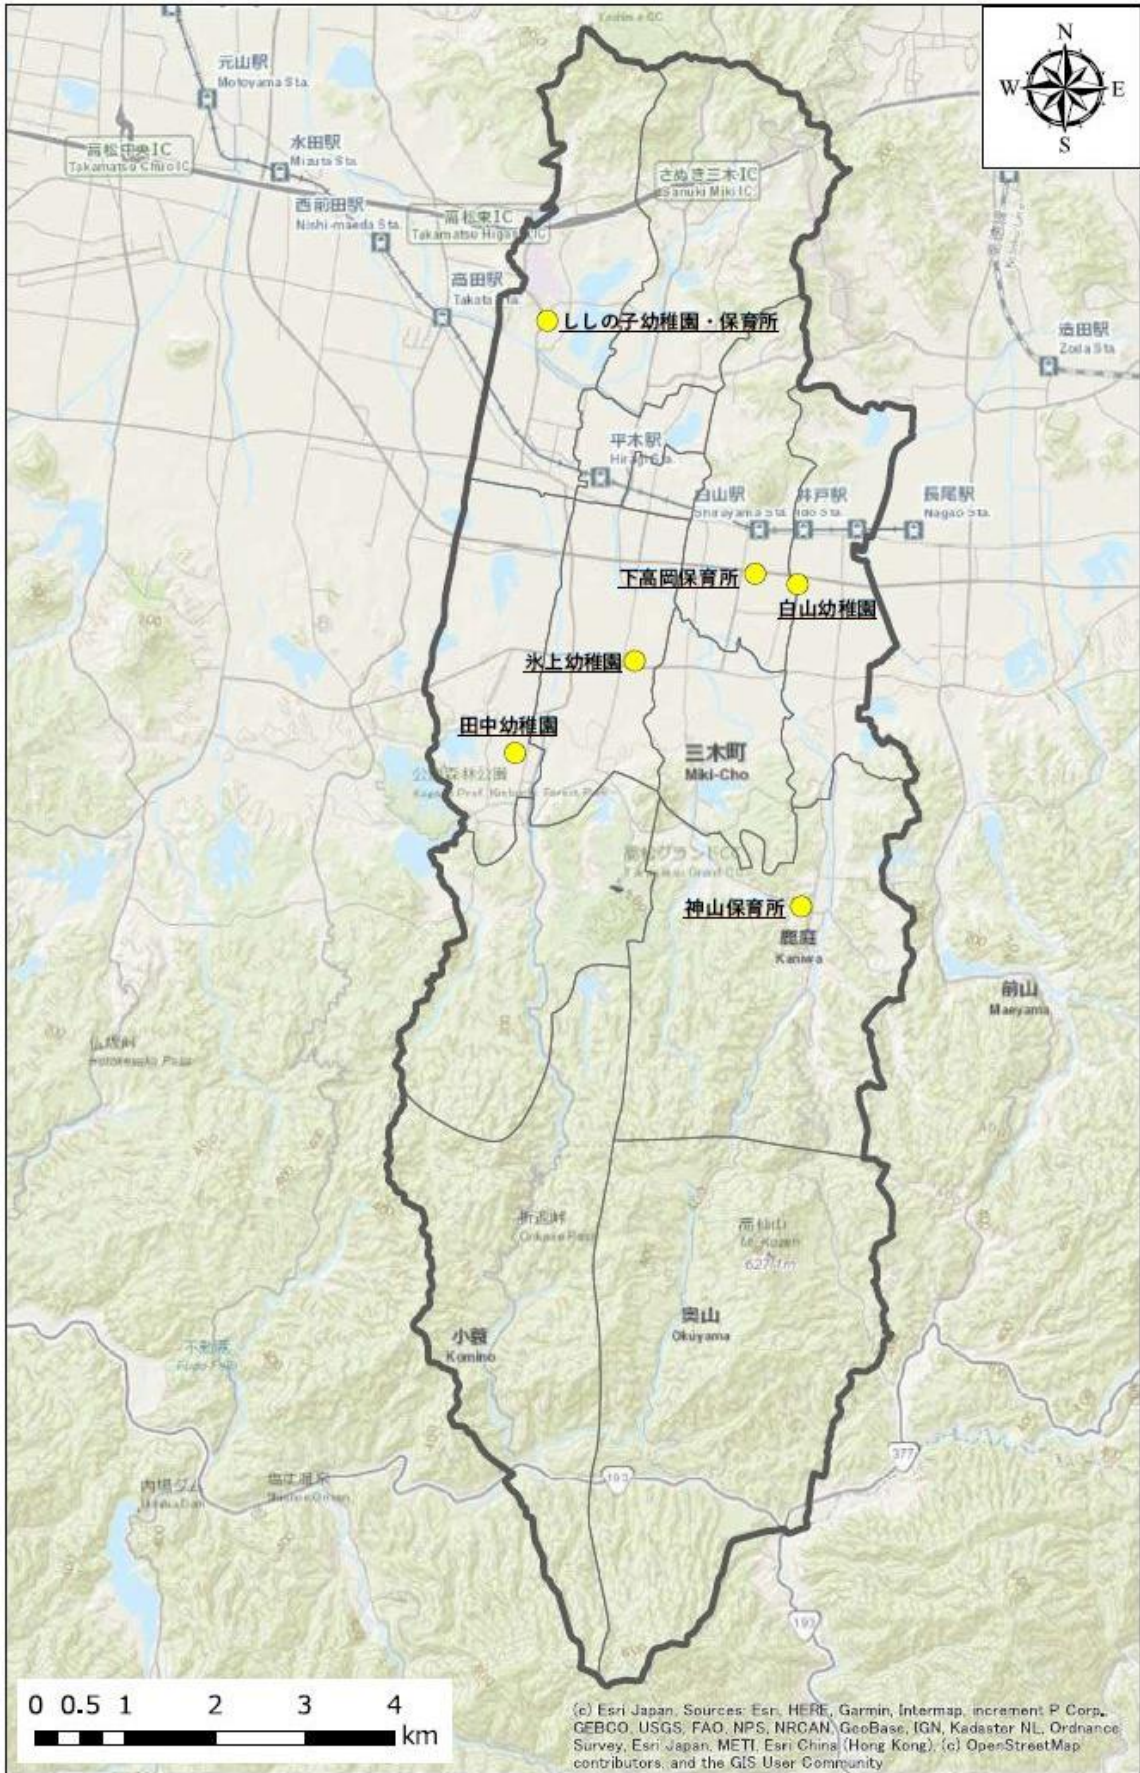 N
W E
S
元山駅
Motoyama Sta.
水田駅
Mizuta Sta.
高松中央IC
Takamatsu Chuo IC
西前田駅
Nishi-maeda Sta.
さぬき三木IC
Sanuki Miki IC
高松東IC
Takamatsu Higashi IC
高田駅
Takata Sta.
ししの子幼稚園・保育所
造田駅
Zoda Sta.
平木駅
Hiragi Sta.
白山駅
Shirayama Sta.
井戸駅
Ido Sta.
長尾駅
Nagao Sta.
下高岡保育所
白山幼稚園
氷上幼稚園
田中幼稚園
三木町
Miki-Cho
神山保育所
鹿庭
Kaniwa
前山
Maeyama
高仙山
627.1m
奥山
Okuyama
小蓑
Komino
377
193
193
内場ダム
塩江温泉
0 0.5 1 2 3 4
km
(c) Esri Japan, Sources: Esri, HERE, Garmin, Intermap, increment P Corp.,
GEBCO, USGS, FAO, NPS, NRCAN, GeoBase, IGN, Kadaster NL, Ordnance
Survey, Esri Japan, METI, Esri China (Hong Kong), (c) OpenStreetMap
contributors, and the GIS User Community